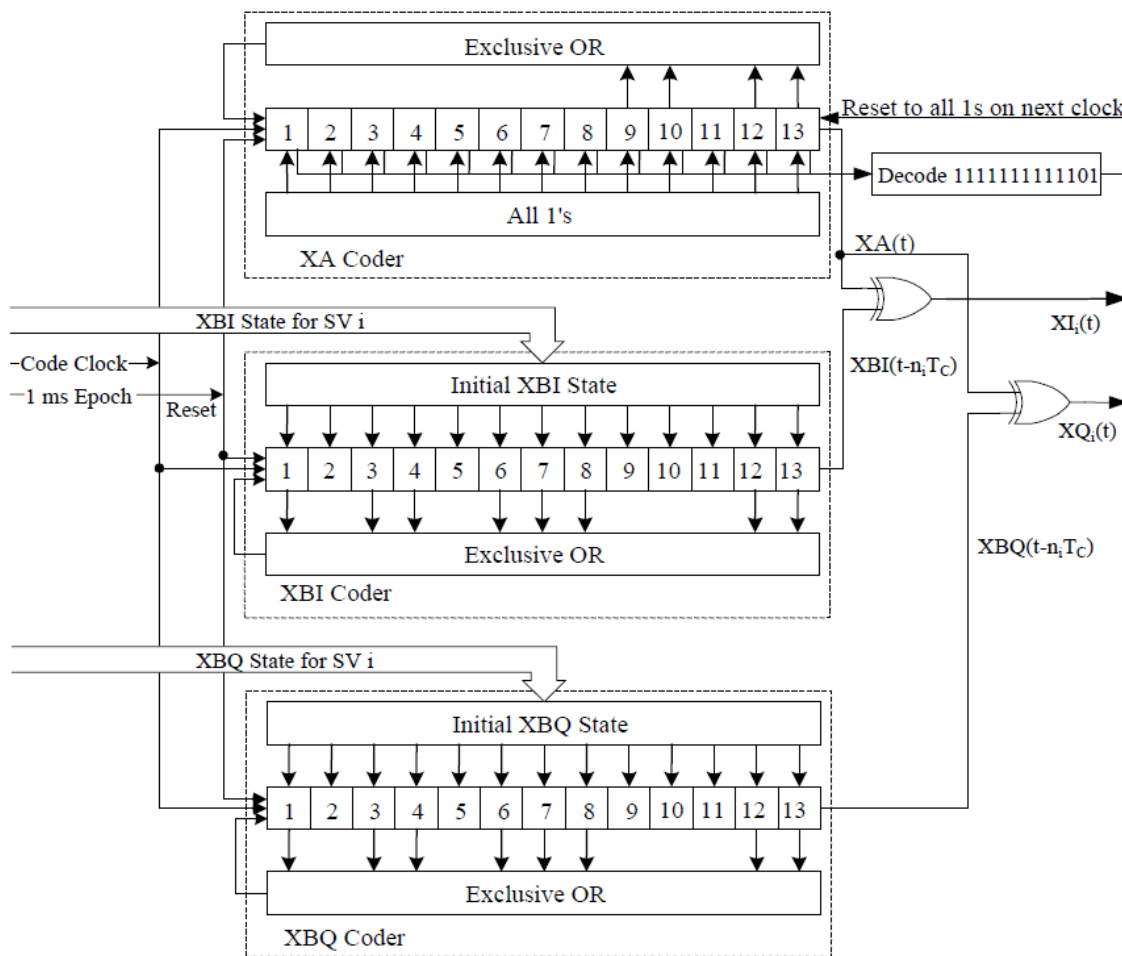 Exclusive OR
1 2 3 4 5 6 7 8 9 10 11 12 13
Reset to all 1s on next clock
Decode 1111111111101
All 1's
XA Coder
XA(t)
XI_i(t)
XBI State for SV i
Code Clock
1 ms Epoch
Reset
Initial XBI State
XBI(t-n_iT_C)
1 2 3 4 5 6 7 8 9 10 11 12 13
XQ_i(t)
Exclusive OR
XBI Coder
XBQ(t-n_iT_C)
XBQ State for SV i
Initial XBQ State
1 2 3 4 5 6 7 8 9 10 11 12 13
Exclusive OR
XBQ Coder